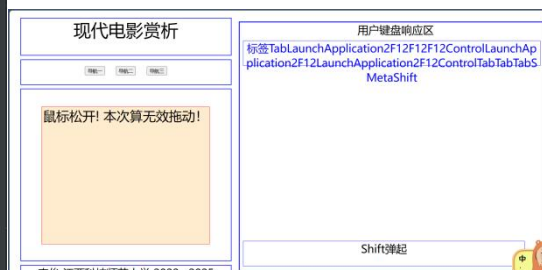 现代电影赏析
导航一 导航二 导航三
鼠标松开! 本次算无效拖动!
用户键盘响应区
标签TabLaunchApplication2F12F12F12ControlLaunchAp
plication2F12LaunchApplication2F12ControlTabTabTabS
MetaShift
Shift弹起
中